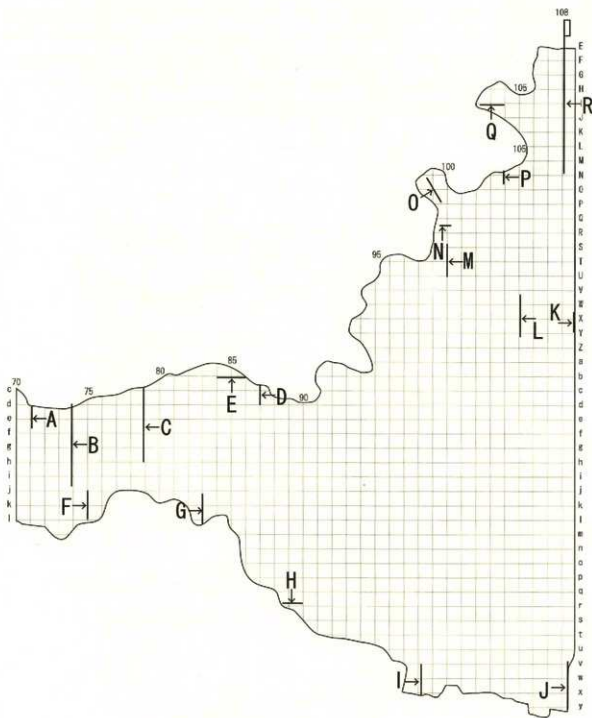 108
E
F
G
105 H
Q R
J
K
L
105 M
100 N P
O O
P
Q
N R
95 M S
T
U
V
W
K X
L Y
Z
a
80 85 b
70 75 E 90 D c c
d d
A C e e
f f
B g g
h h
i i
j j
F G k k
l l
m
n
o
p
H q
r
s
t
u
v
I J w
x
y